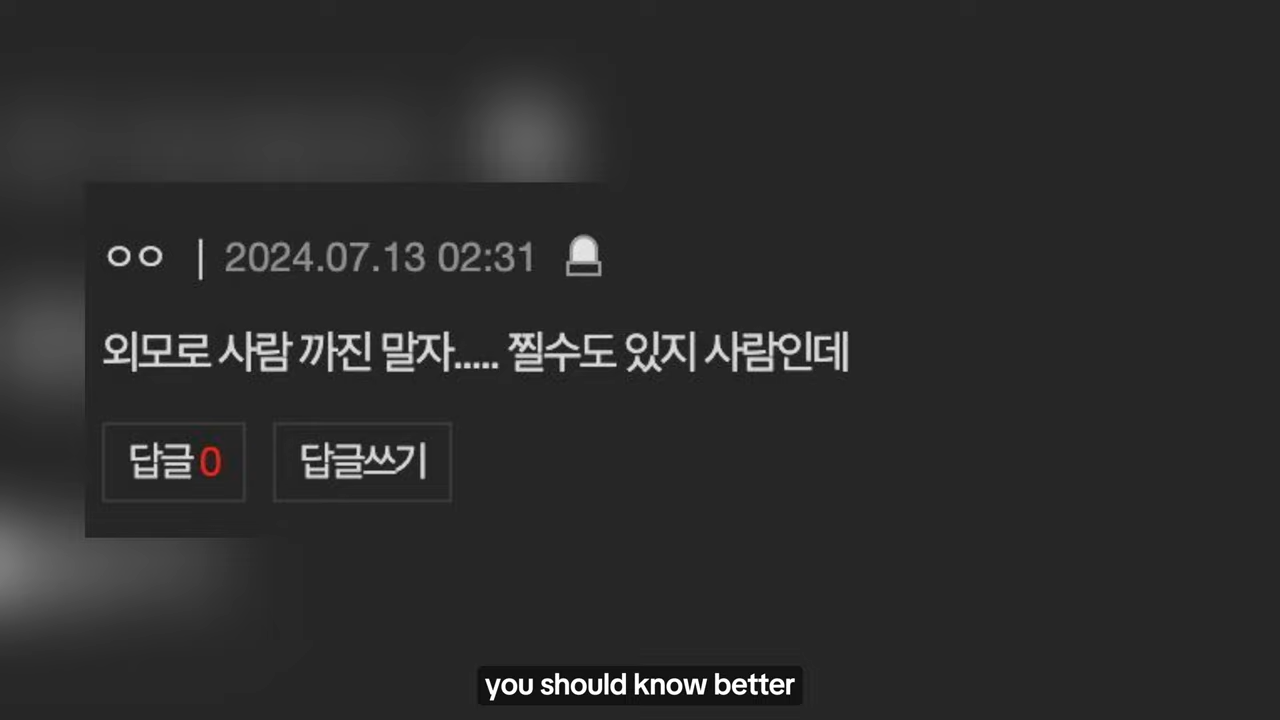 ㅇㅇ | 2024.07.13 02:31
외모로 사람 까진 말자..... 찔수도 있지 사람인데
답글 0 답글쓰기
you should know better